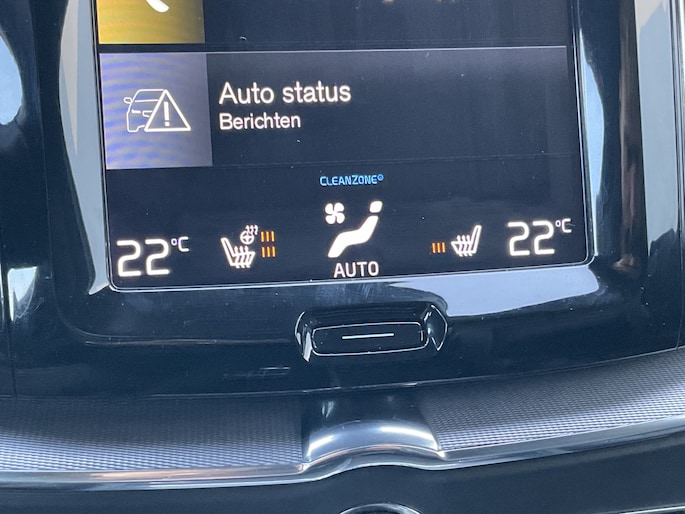 Auto status
Berichten
CLEANZONE®
22°C
22°C
AUTO